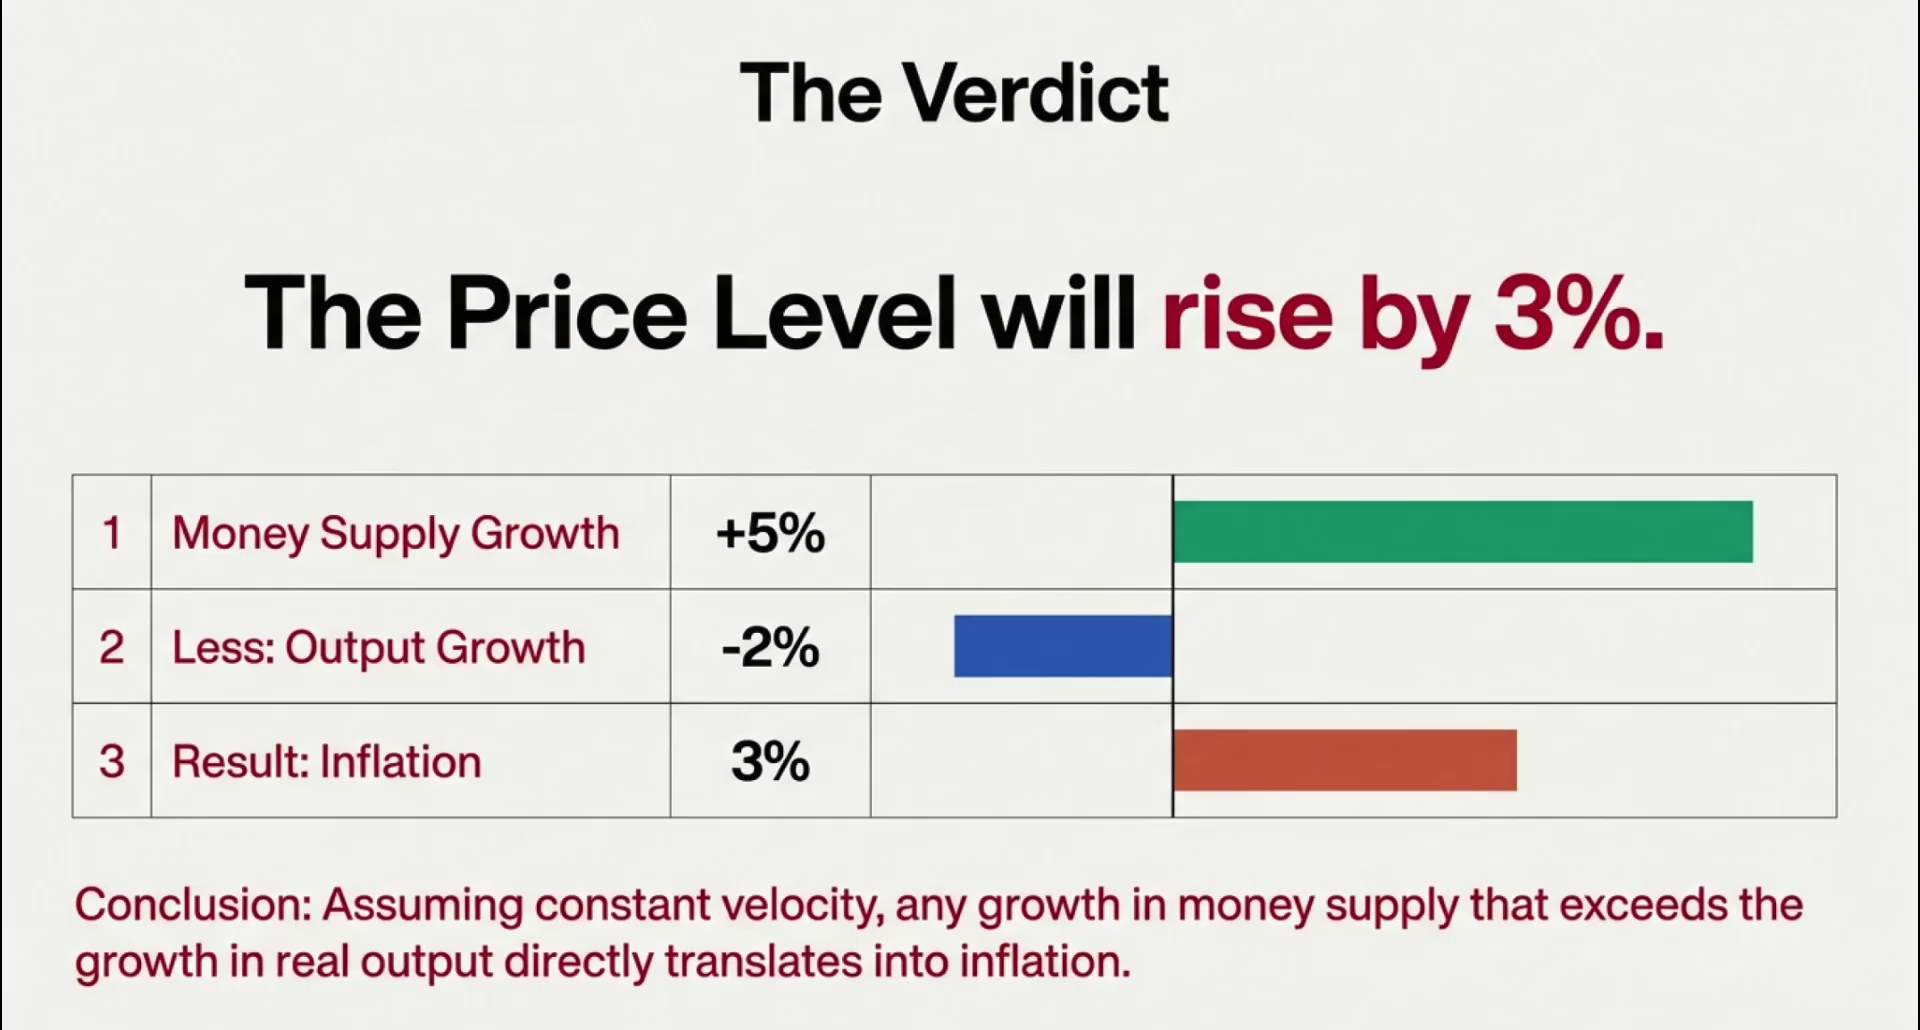 The Verdict
The Price Level will rise by 3%.
1 Money Supply Growth +5%
2 Less: Output Growth -2%
3 Result: Inflation 3%
Conclusion: Assuming constant velocity, any growth in money supply that exceeds the
growth in real output directly translates into inflation.